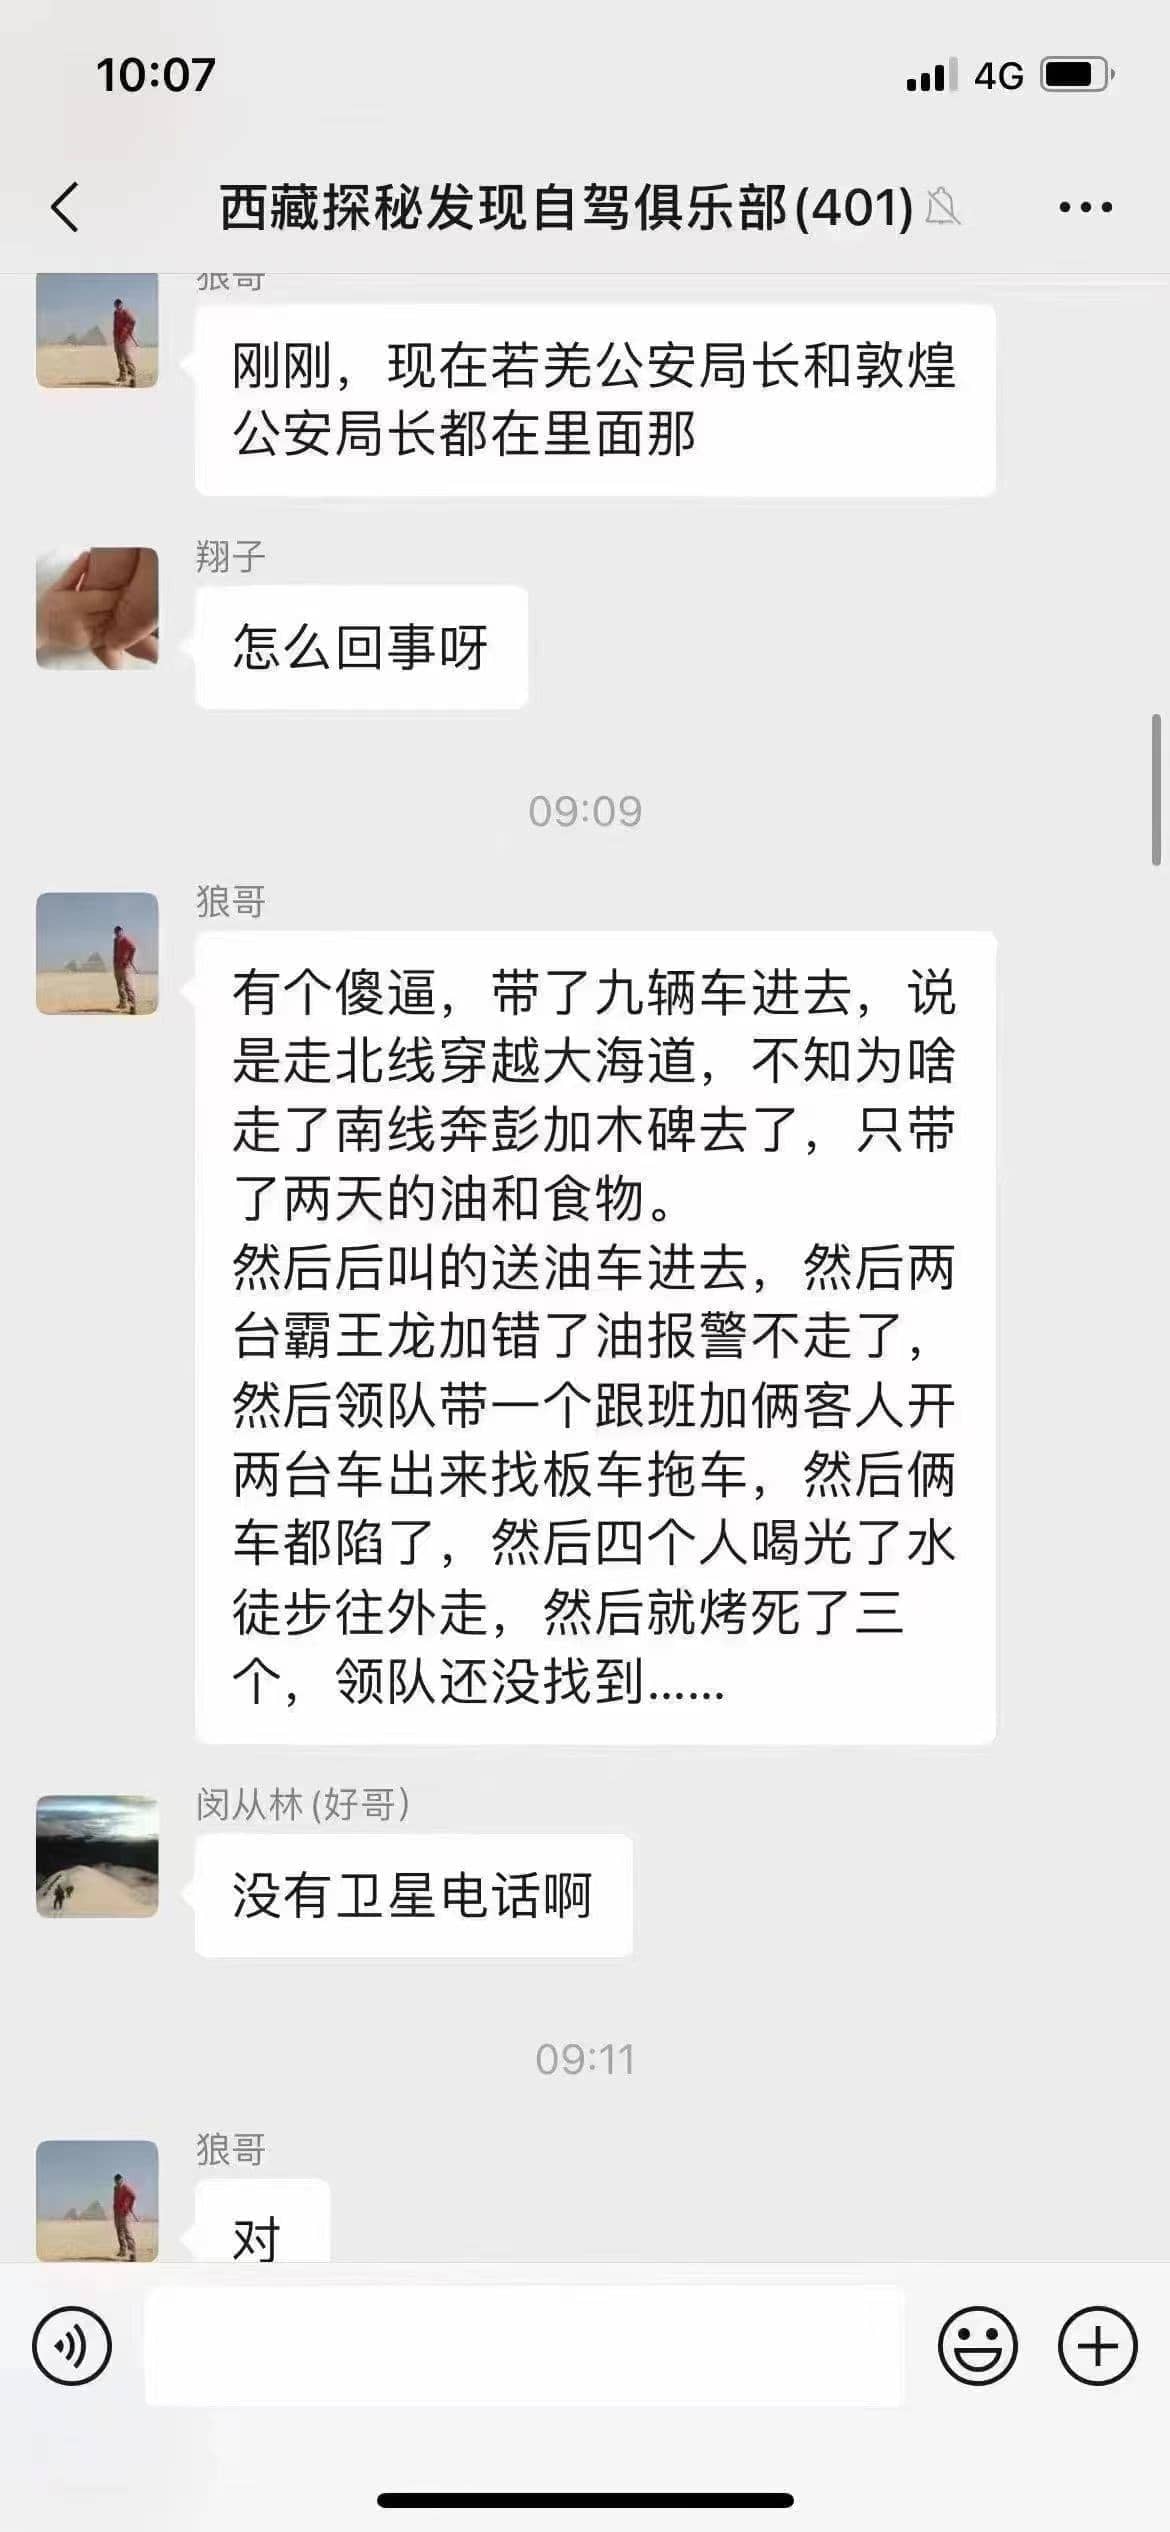 10:07
4G
西藏探秘发现自驾俱乐部(401)
狼哥
刚刚，现在若羌公安局长和敦煌
公安局长都在里面那
翔子
怎么回事呀
09:09
狼哥
有个傻逼，带了九辆车进去，说
是走北线穿越大海道，不知为啥
走了南线奔彭加木碑去了，只带
了两天的油和食物。
然后后叫的送油车进去，然后两
台霸王龙加错了油报警不走了，
然后领队带一个跟班加俩客人开
两台车出来找板车拖车，然后俩
车都陷了，然后四个人喝光了水
徒步往外走，然后就烤死了三
个，领队还没找到……
闵从林(好哥)
没有卫星电话啊
09:11
狼哥
对